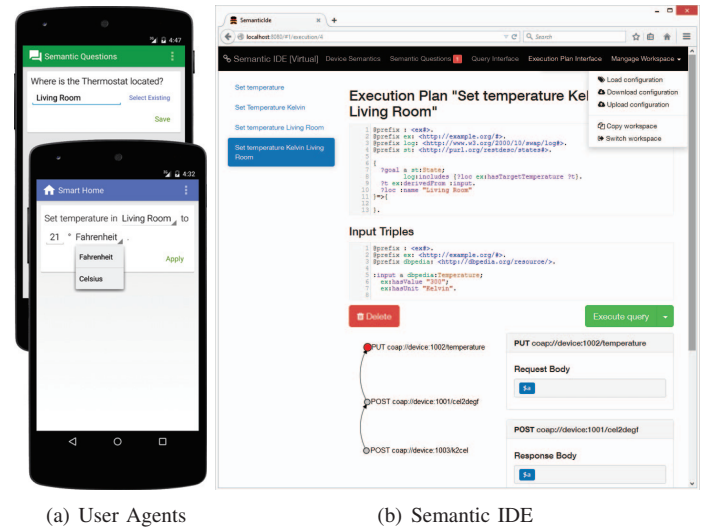 4:47
Semantic Questions
Where is the Thermostat located?
Living Room Select Existing
Save
4:32
Smart Home
Set temperature in Living Room to
21 ° Fahrenheit .
Fahrenheit
Celsius
Apply
(a) User Agents
SemanticIde × +
localhost:8080/#1/execution/4
Search
Semantic IDE [Virtual] Device Semantics Semantic Questions 1 Query Interface Execution Plan Interface Mangage Workspace
Load configuration
Download configuration
Upload configuration
Copy workspace
Switch workspace
Set temperature
Set Temperature Kelvin
Set temperature Living Room
Set temperature Kelvin Living
Room
Execution Plan "Set temperature Kel
Living Room"
1 @prefix : <ex#>.
2 @prefix ex: <http://example.org/#>.
3 @prefix log: <http://www.w3.org/2000/10/swap/log#>.
4 @prefix st: <http://purl.org/restdesc/states#>.
5
6 {
7 ?goal a st:State;
8 log:includes {?loc ex:hasTargetTemperature ?t}.
9 ?t ex:derivedFrom :input.
10 ?loc :name "Living Room"
11 }=>{
12
13 }.
Input Triples
1 @prefix : <ex#>.
2 @prefix ex: <http://example.org/#>.
3 @prefix dbpedia: <http://dbpedia.org/resource/>.
4
5 :input a dbpedia:Temperature;
6 ex:hasValue "300";
7 ex:hasUnit "Kelvin".
8
Delete
Execute query
PUT coap://device:1002/temperature
POST coap://device:1001/cel2degf
POST coap://device:1003/k2cel
PUT coap://device:1002/temperature
Request Body
$a
POST coap://device:1001/cel2degf
Response Body
$a
(b) Semantic IDE